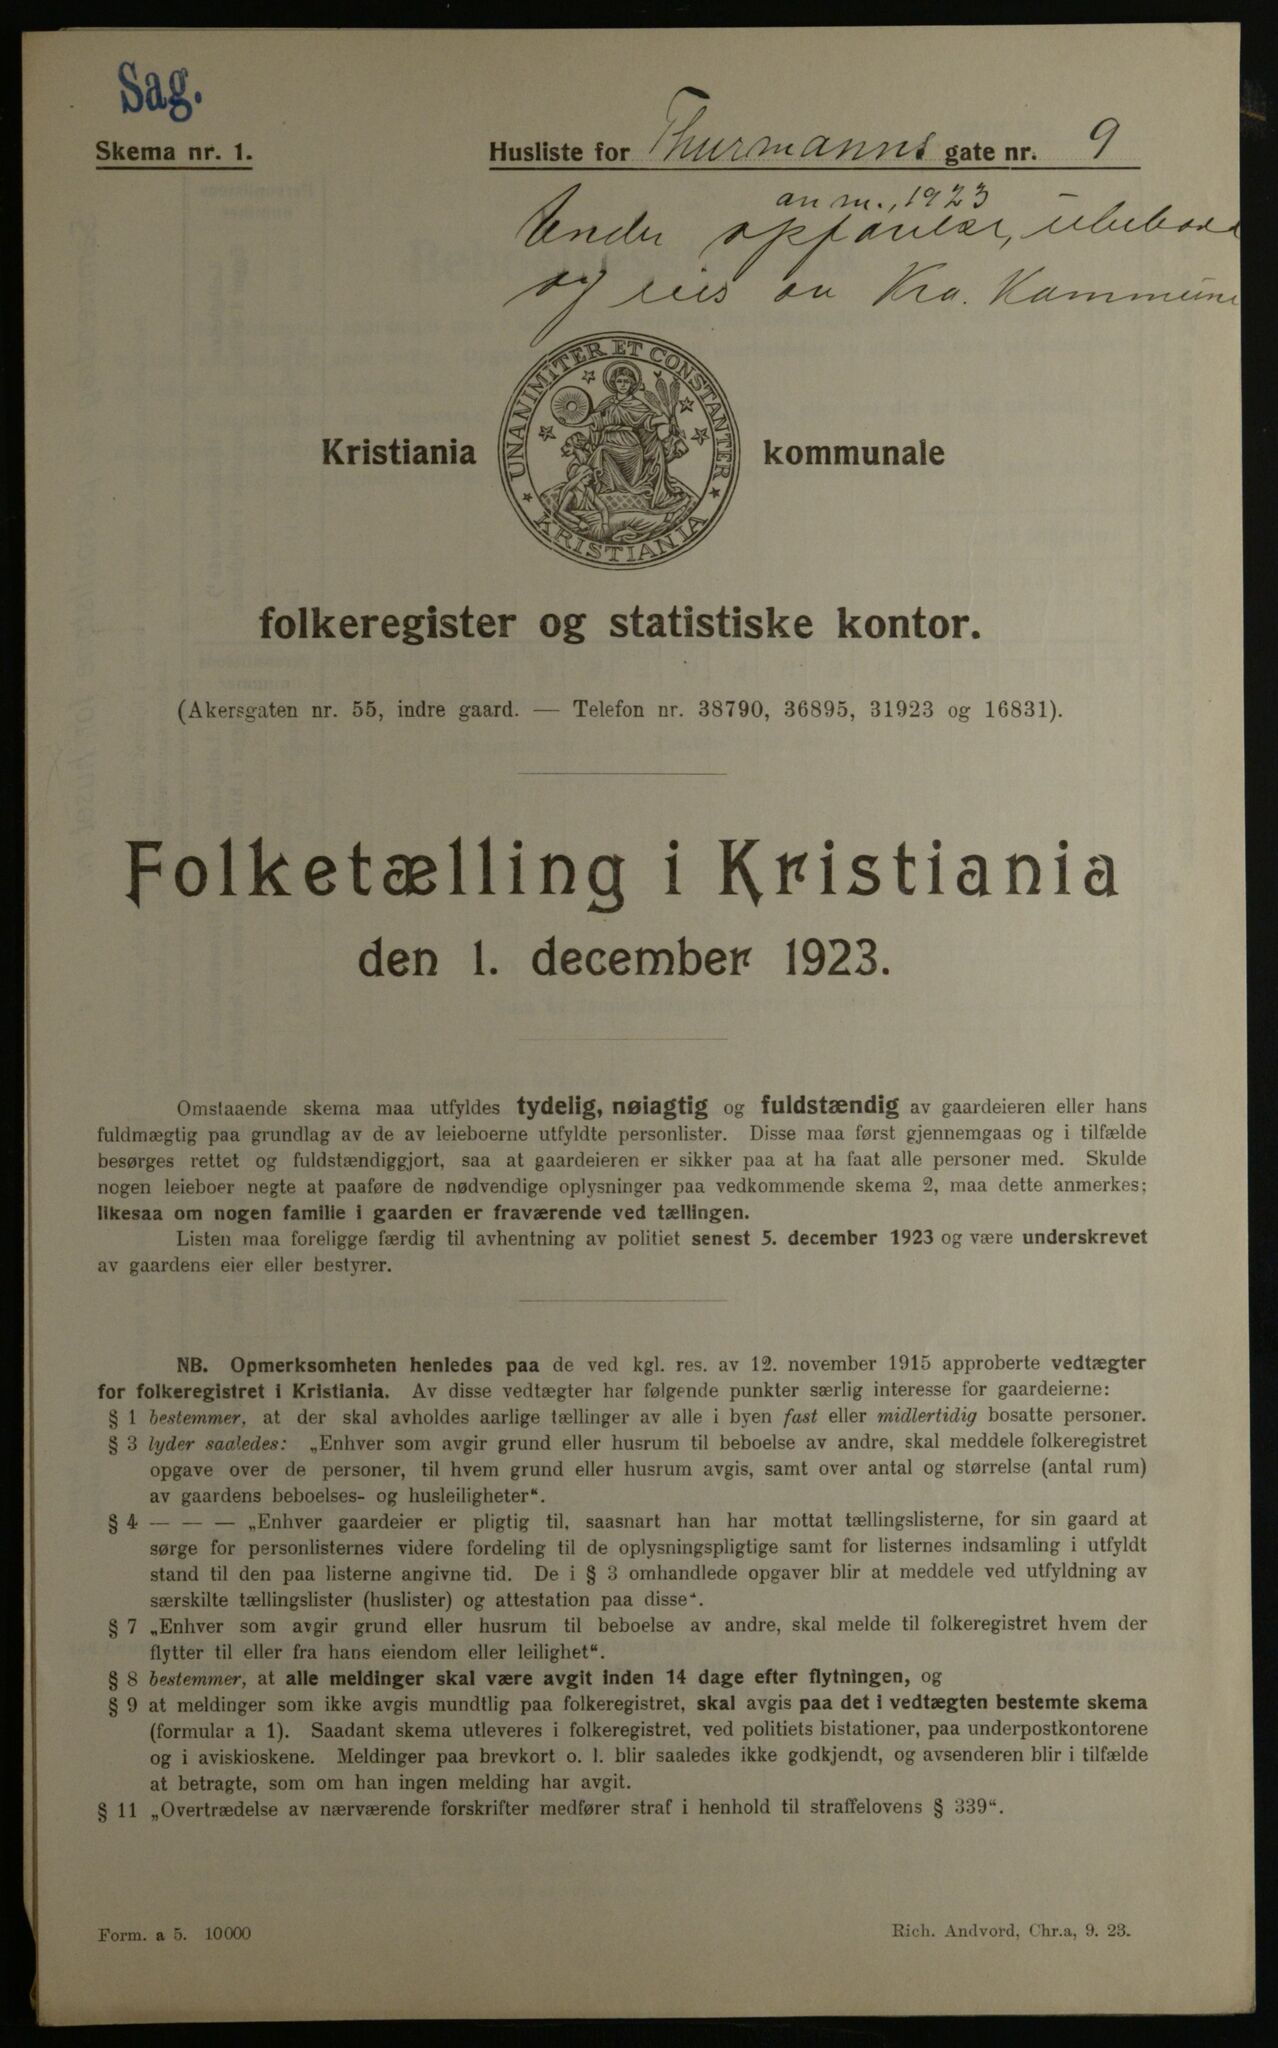 Sag.
Skema nr. 1. Husliste for Thurmanns gate nr. 9
an m., 1923
Under opførelse, ubeboed
og eies av Kra. Kommune
UNANIMITER ET CONSTANTER
KRISTIANIA
Kristiania kommunale
folkeregister og statistiske kontor.
(Akersgaten nr. 55, indre gaard. — Telefon nr. 38790, 36895, 31923 og 16831).
Folketælling i Kristiania
den 1. december 1923.
Omstaaende skema maa utfyldes tydelig, nøiagtig og fuldstændig av gaardeieren eller hans
fuldmægtig paa grundlag av de av leieboerne utfyldte personlister. Disse maa først gjennemgaas og i tilfælde
besørges rettet og fuldstændiggjort, saa at gaardeieren er sikker paa at ha faat alle personer med. Skulde
nogen leieboer negte at paaføre de nødvendige oplysninger paa vedkommende skema 2, maa dette anmerkes;
likesaa om nogen familie i gaarden er fraværende ved tællingen.
Listen maa foreligge færdig til avhentning av politiet senest 5. december 1923 og være underskrevet
av gaardens eier eller bestyrer.
NB. Opmerksomheten henledes paa de ved kgl. res. av 12. november 1915 approberte vedtægter
for folkeregistret i Kristiania. Av disse vedtægter har følgende punkter særlig interesse for gaardeierne:
§ 1 bestemmer, at der skal avholdes aarlige tællinger av alle i byen fast eller midlertidig bosatte personer.
§ 3 lyder saaledes: „Enhver som avgir grund eller husrum til beboelse av andre, skal meddele folkeregistret
opgave over de personer, til hvem grund eller husrum avgis, samt over antal og størrelse (antal rum)
av gaardens beboelses- og husleiligheter“.
§ 4 — — — „Enhver gaardeier er pligtig til, saasnart han har mottat tællingslisterne, for sin gaard at
sørge for personlisternes videre fordeling til de oplysningspligtige samt for listernes indsamling i utfyldt
stand til den paa listerne angivne tid. De i § 3 omhandlede opgaver blir at meddele ved utfyldning av
særskilte tællingslister (huslister) og attestation paa disse“.
§ 7 „Enhver som avgir grund eller husrum til beboelse av andre, skal melde til folkeregistret hvem der
flytter til eller fra hans eiendom eller leilighet“.
§ 8 bestemmer, at alle meldinger skal være avgit inden 14 dage efter flytningen, og
§ 9 at meldinger som ikke avgis mundtlig paa folkeregistret, skal avgis paa det i vedtægten bestemte skema
(formular a 1). Saadant skema utleveres i folkeregistret, ved politiets bistationer, paa underpostkontorene
og i aviskioskene. Meldinger paa brevkort o. l. blir saaledes ikke godkjendt, og avsenderen blir i tilfælde
at betragte, som om han ingen melding har avgit.
§ 11 „Overtrædelse av nærværende forskrifter medfører straf i henhold til straffelovens § 339“.
Form. a 5. 10000 Rich. Andvord, Chr.a, 9. 23.